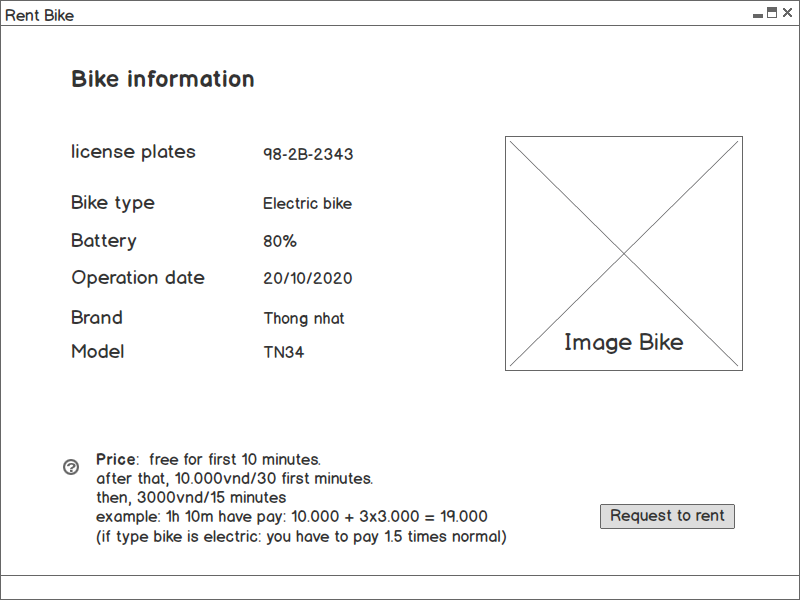 Rent Bike
Bike information
license plates 98-2B-2343
Bike type Electric bike
Battery 80%
Operation date 20/10/2020
Brand Thong nhat
Model TN34
Image Bike
Price: free for first 10 minutes.
after that, 10.000vnd/30 first minutes.
then, 3000vnd/15 minutes
example: 1h 10m have pay: 10.000 + 3x3.000 = 19.000
(if type bike is electric: you have to pay 1.5 times normal)
Request to rent